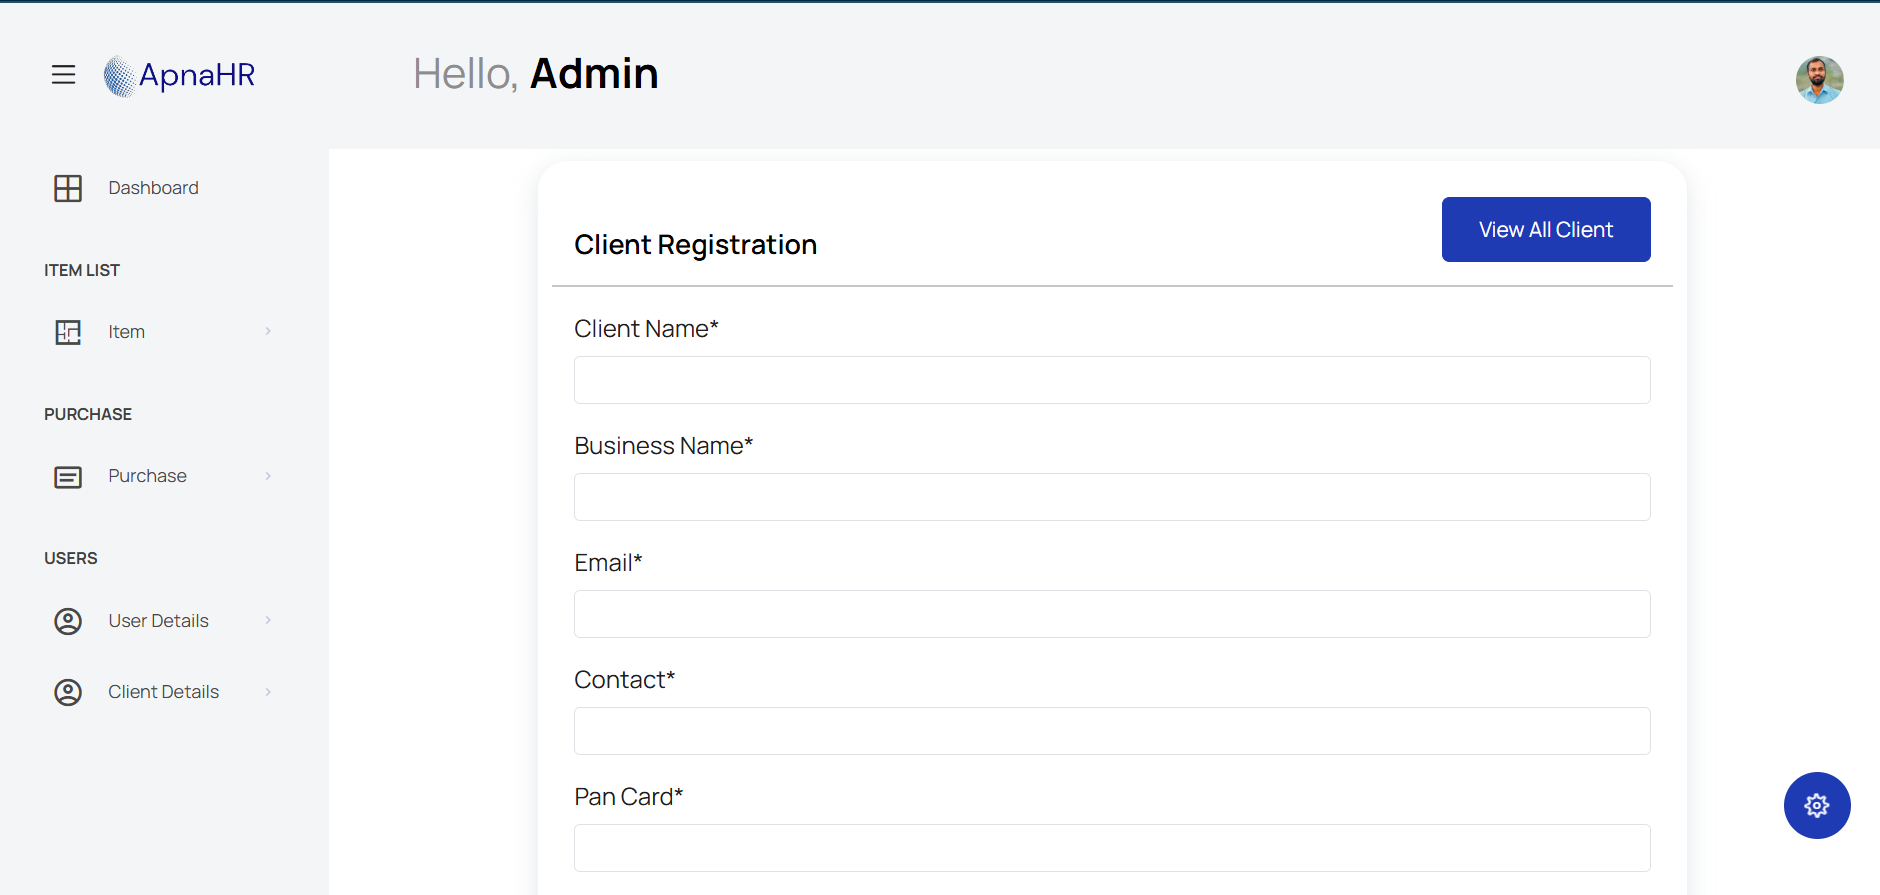 ApnaHR
Hello, Admin
Dashboard
ITEM LIST
Item
PURCHASE
Purchase
USERS
User Details
Client Details
Client Registration
View All Client
Client Name*
Business Name*
Email*
Contact*
Pan Card*